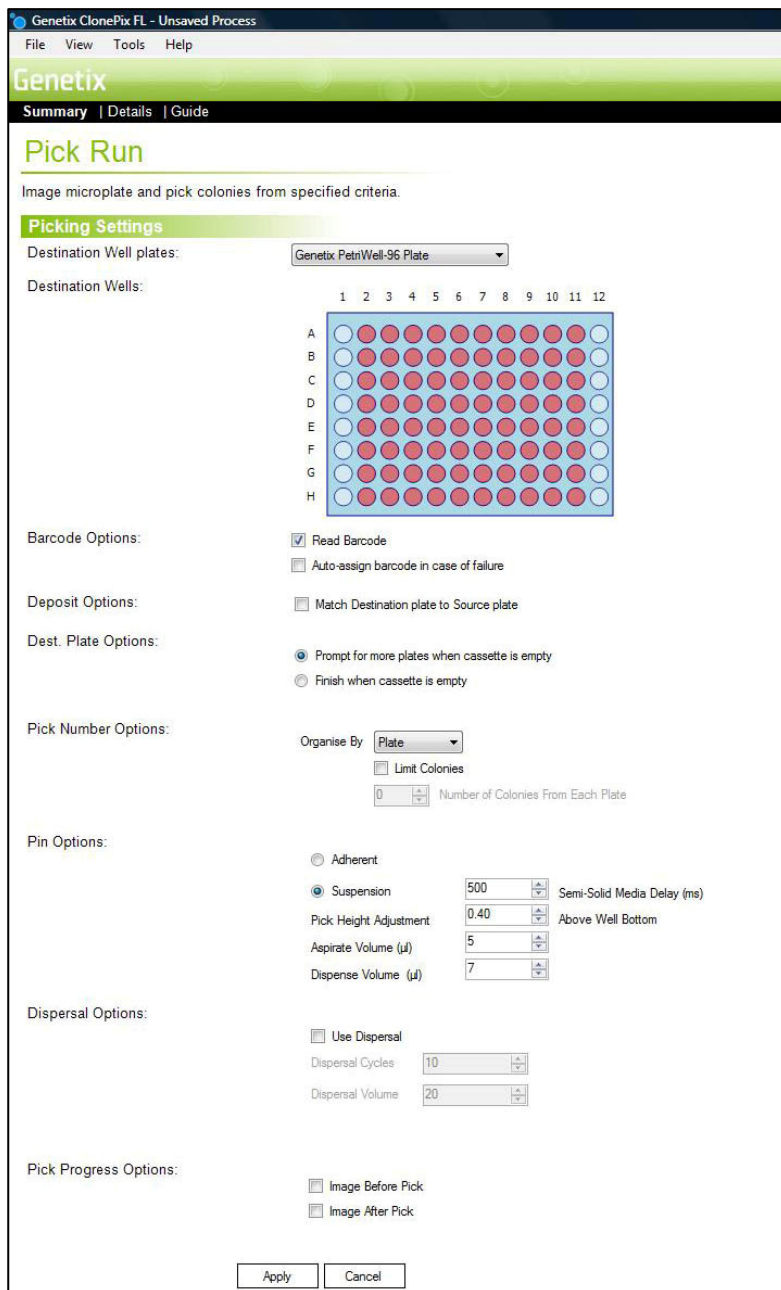 Genetix ClonePix FL - Unsaved Process
File View Tools Help
Genetix
Summary | Details | Guide
Pick Run
Image microplate and pick colonies from specified criteria.
Picking Settings
Destination Well plates: Genetix PetriWell-96 Plate
Destination Wells:
1 2 3 4 5 6 7 8 9 10 11 12
A
B
C
D
E
F
G
H
Barcode Options: Read Barcode
Auto-assign barcode in case of failure
Deposit Options: Match Destination plate to Source plate
Dest. Plate Options:
Prompt for more plates when cassette is empty
Finish when cassette is empty
Pick Number Options:
Organise By Plate
Limit Colonies
0 Number of Colonies From Each Plate
Pin Options:
Adherent
Suspension 500 Semi-Solid Media Delay (ms)
Pick Height Adjustment 0.40 Above Well Bottom
Aspirate Volume (µl) 5
Dispense Volume (µl) 7
Dispersal Options:
Use Dispersal
Dispersal Cycles 10
Dispersal Volume 20
Pick Progress Options:
Image Before Pick
Image After Pick
Apply Cancel